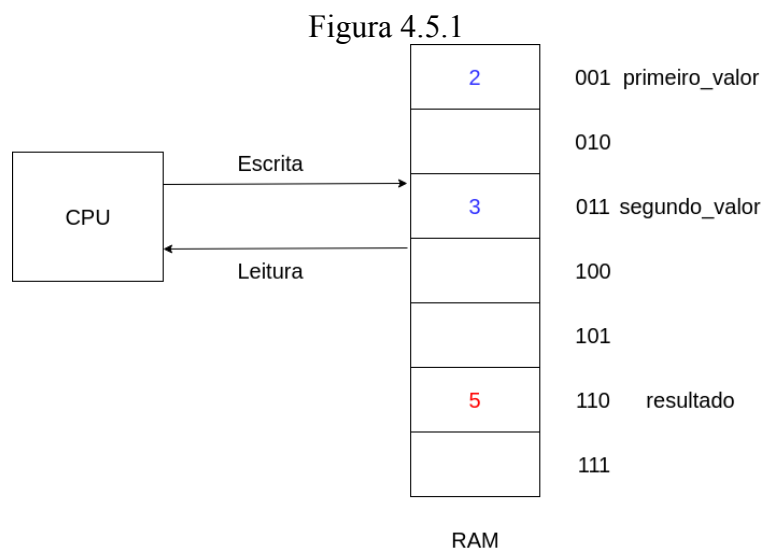 Figura 4.5.1
2 001 primeiro_valor
010
Escrita
CPU
3 011 segundo_valor
Leitura
100
101
5 110 resultado
111
RAM